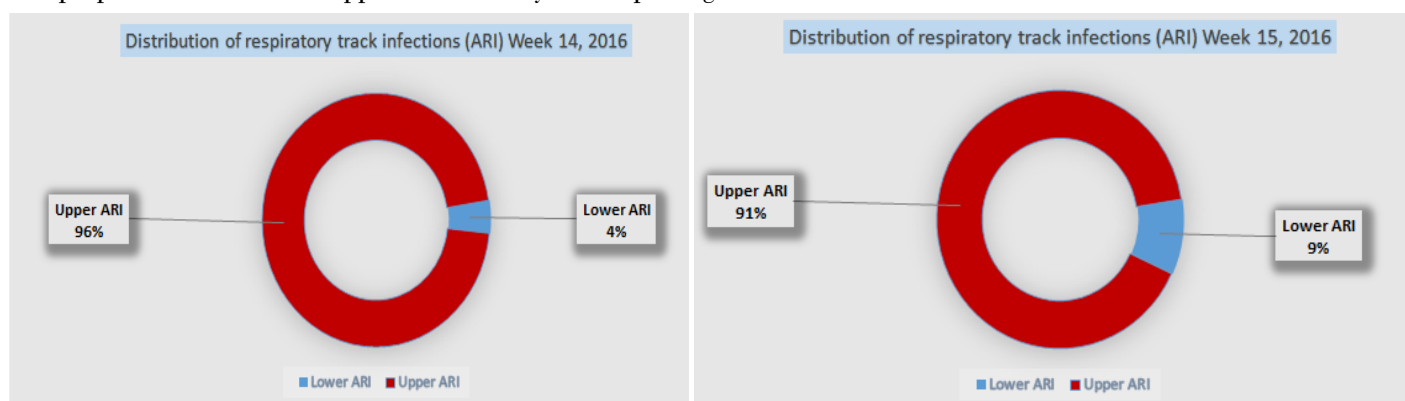 Distribution of respiratory track infections (ARI) Week 14, 2016
Upper ARI
96%
Lower ARI
4%
Lower ARI Upper ARI
Distribution of respiratory track infections (ARI) Week 15, 2016
Upper ARI
91%
Lower ARI
9%
Lower ARI Upper ARI